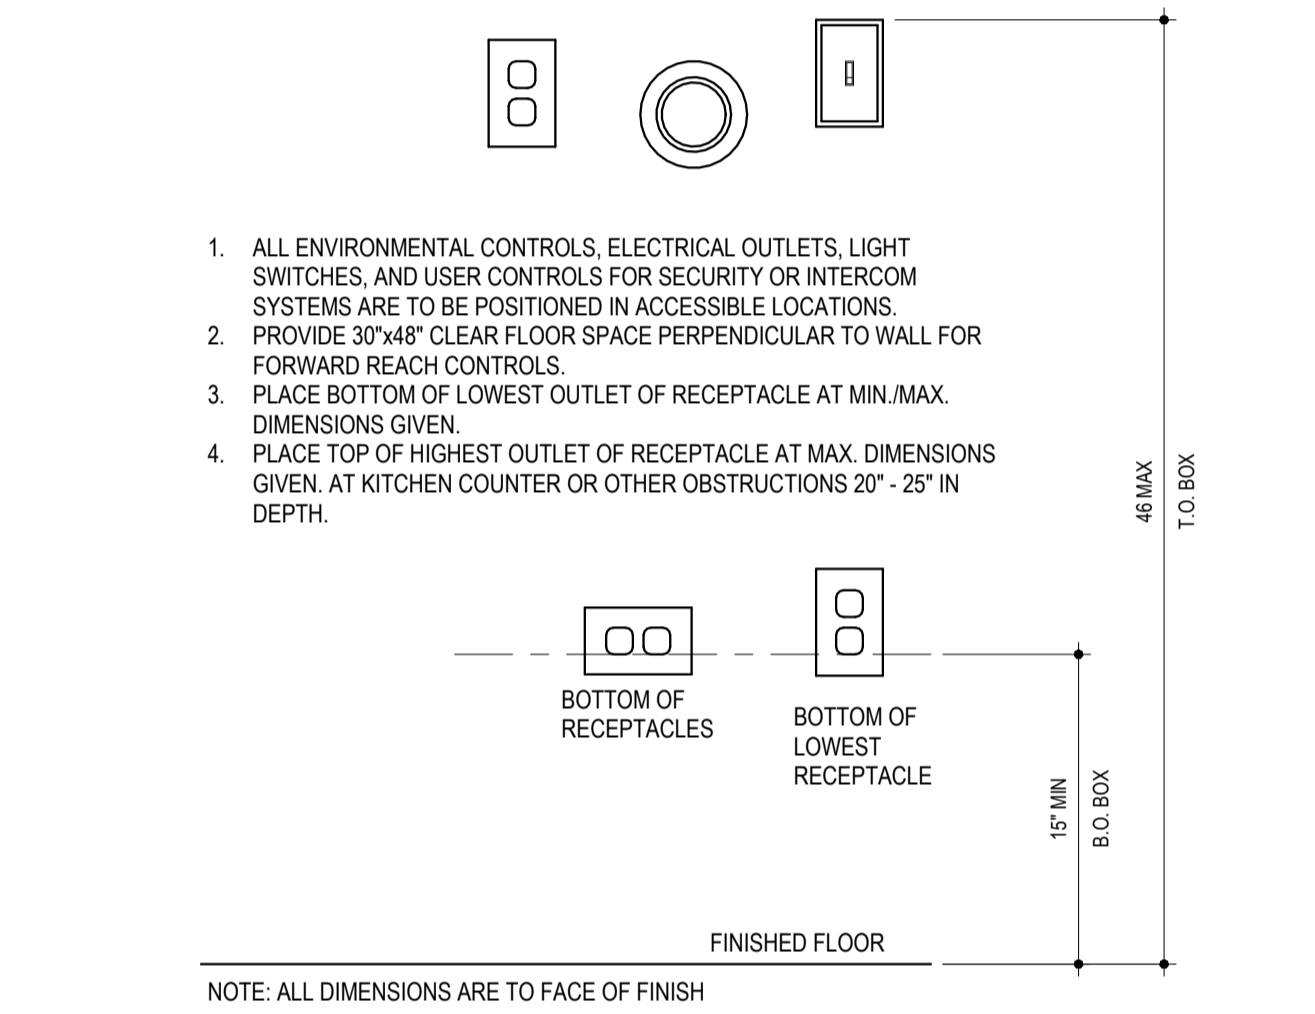 1. ALL ENVIRONMENTAL CONTROLS, ELECTRICAL OUTLETS, LIGHT
SWITCHES, AND USER CONTROLS FOR SECURITY OR INTERCOM
SYSTEMS ARE TO BE POSITIONED IN ACCESSIBLE LOCATIONS.
2. PROVIDE 30"x48" CLEAR FLOOR SPACE PERPENDICULAR TO WALL FOR
FORWARD REACH CONTROLS.
3. PLACE BOTTOM OF LOWEST OUTLET OF RECEPTACLE AT MIN./MAX.
DIMENSIONS GIVEN.
4. PLACE TOP OF HIGHEST OUTLET OF RECEPTACLE AT MAX. DIMENSIONS
GIVEN. AT KITCHEN COUNTER OR OTHER OBSTRUCTIONS 20" - 25" IN
DEPTH.
46 MAX
T.O. BOX
BOTTOM OF
RECEPTACLES
BOTTOM OF
LOWEST
RECEPTACLE
15" MIN
B.O. BOX
FINISHED FLOOR
NOTE: ALL DIMENSIONS ARE TO FACE OF FINISH